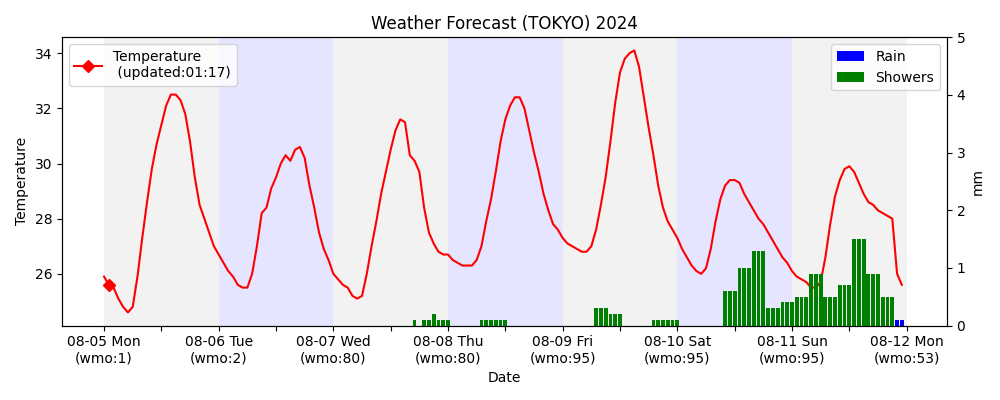 Weather Forecast (TOKYO) 2024
Temperature
(updated:01:17)
Rain
Showers
34
32
30
28
26
Temperature
5
4
3
2
1
0
mm
08-05 Mon
(wmo:1)
08-06 Tue
(wmo:2)
08-07 Wed
(wmo:80)
08-08 Thu
(wmo:80)
08-09 Fri
(wmo:95)
08-10 Sat
(wmo:95)
08-11 Sun
(wmo:95)
08-12 Mon
(wmo:53)
Date